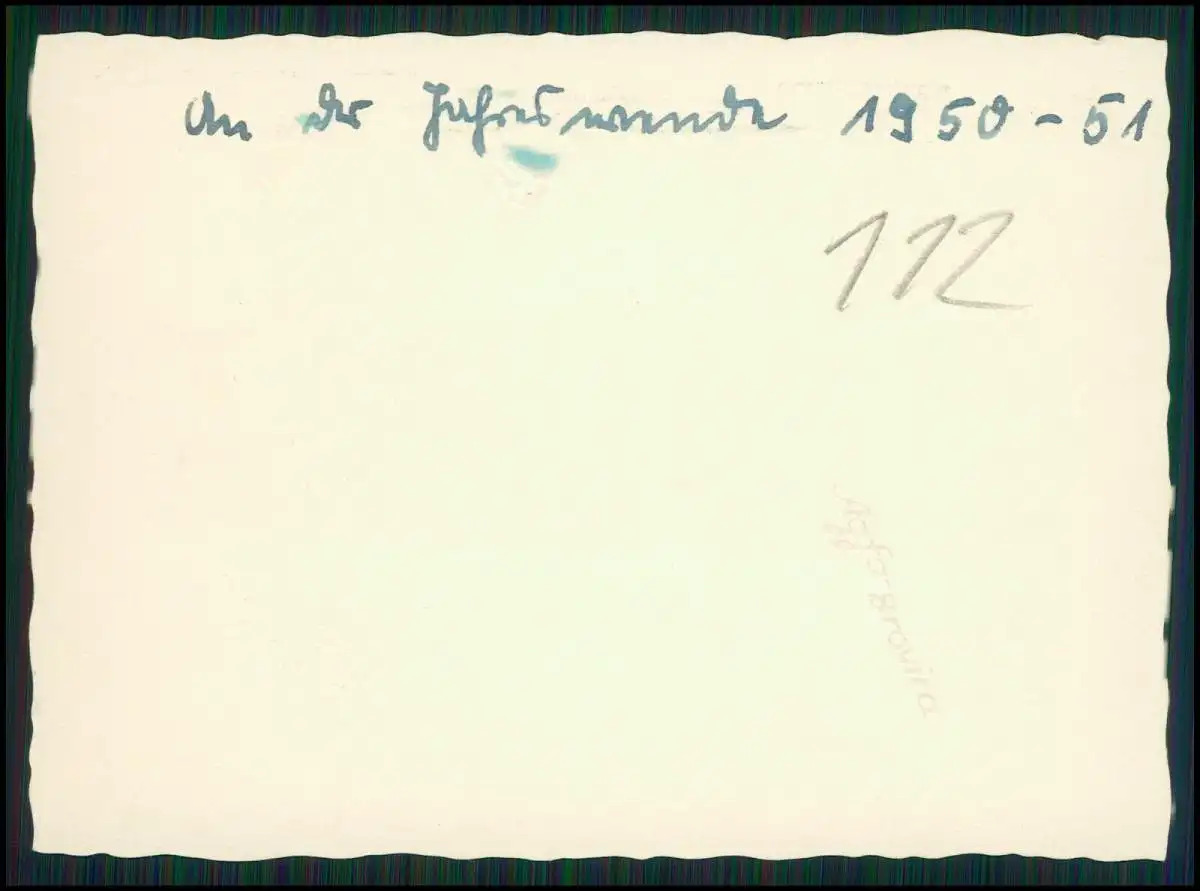 An der Jahreswende 1950-51
112
Agfa-Brovira